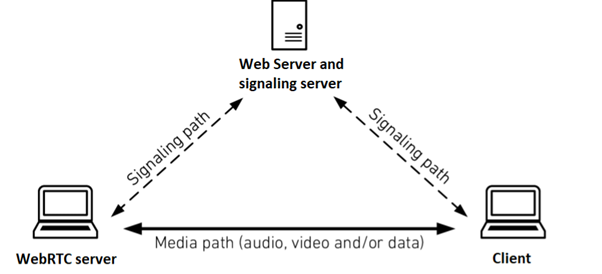 Web Server and
signaling server
Signaling path
Signaling path
Media path (audio, video and/or data)
WebRTC server
Client